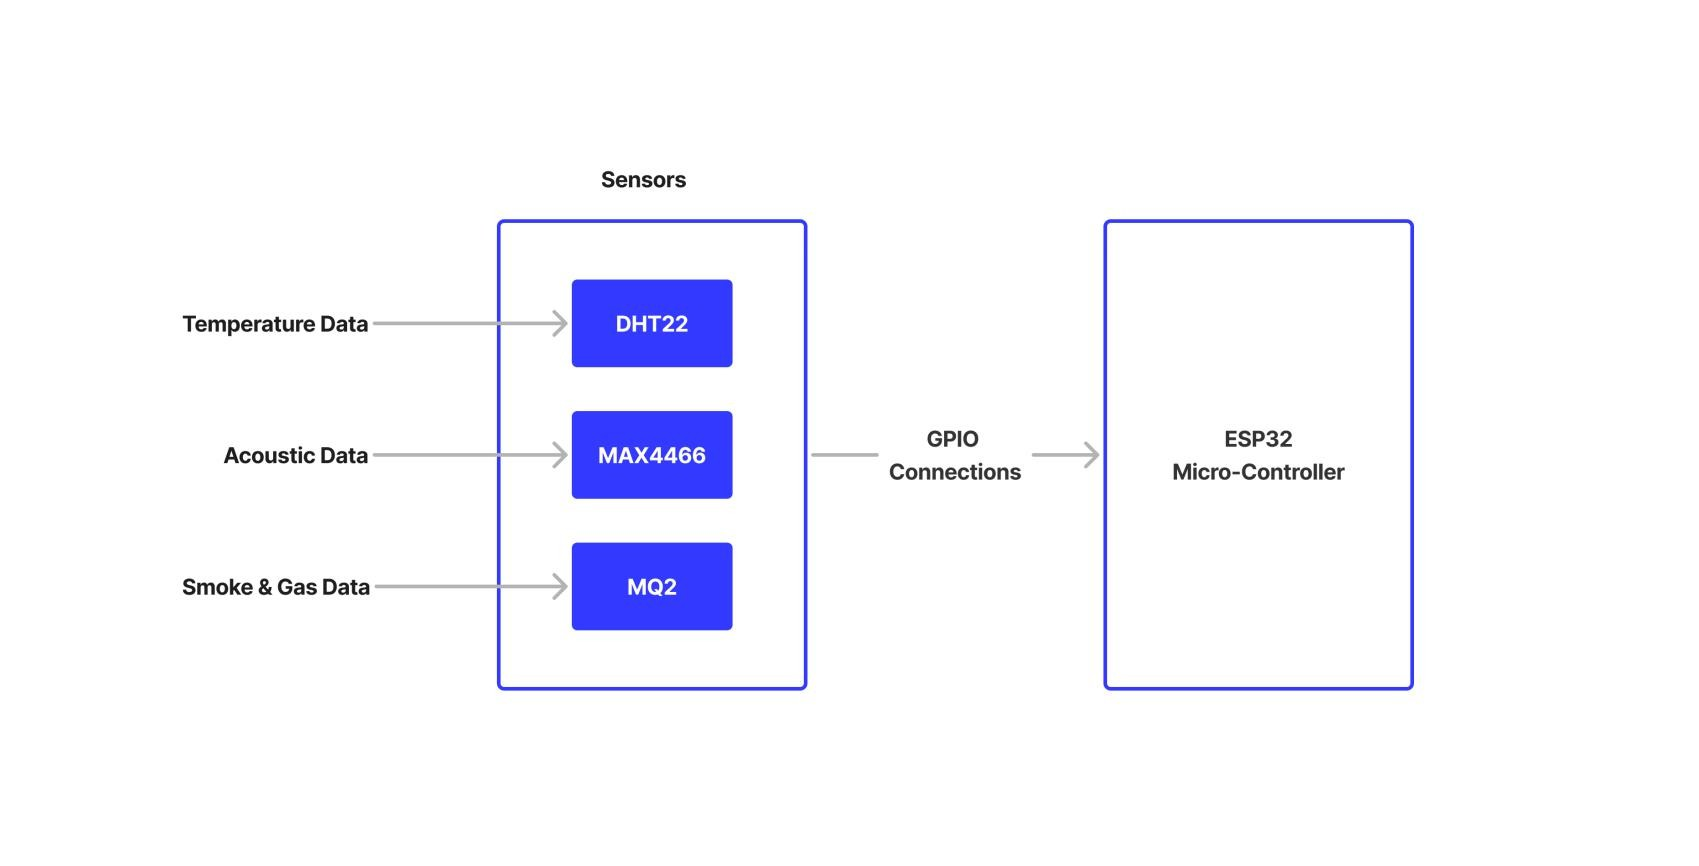 Sensors
Temperature Data
DHT22
Acoustic Data
MAX4466
GPIO
Connections
ESP32
Micro-Controller
Smoke & Gas Data
MQ2